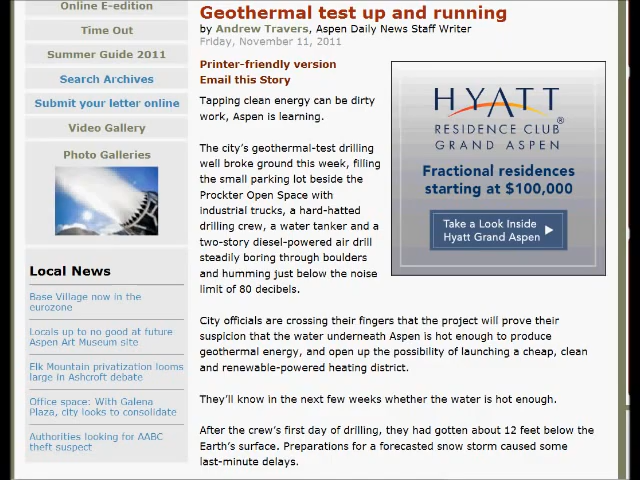 Online E-edition
Time Out
Summer Guide 2011
Search Archives
Submit your letter online
Video Gallery
Photo Galleries
Local News
Base Village now in the
eurozone
Locals up to no good at future
Aspen Art Museum site
Elk Mountain privatization looms
large in Ashcroft debate
Office space: With Galena
Plaza, city looks to consolidate
Authorities looking for AABC
theft suspect
Geothermal test up and running
by Andrew Travers, Aspen Daily News Staff Writer
Friday, November 11, 2011
Printer-friendly version
Email this Story
Tapping clean energy can be dirty
work, Aspen is learning.
The city's geothermal-test drilling
well broke ground this week, filling
the small parking lot beside the
Prockter Open Space with
industrial trucks, a hard-hatted
drilling crew, a water tanker and a
two-story diesel-powered air drill
steadily boring through boulders
and humming just below the noise
limit of 80 decibels.
HYATT
RESIDENCE CLUB®
GRAND ASPEN
Fractional residences
starting at $100,000
Take a Look Inside
Hyatt Grand Aspen
City officials are crossing their fingers that the project will prove their
suspicion that the water underneath Aspen is hot enough to produce
geothermal energy, and open up the possibility of launching a cheap, clean
and renewable-powered heating district.
They'll know in the next few weeks whether the water is hot enough.
After the crew's first day of drilling, they had gotten about 12 feet below the
Earth's surface. Preparations for a forecasted snow storm caused some
last-minute delays.